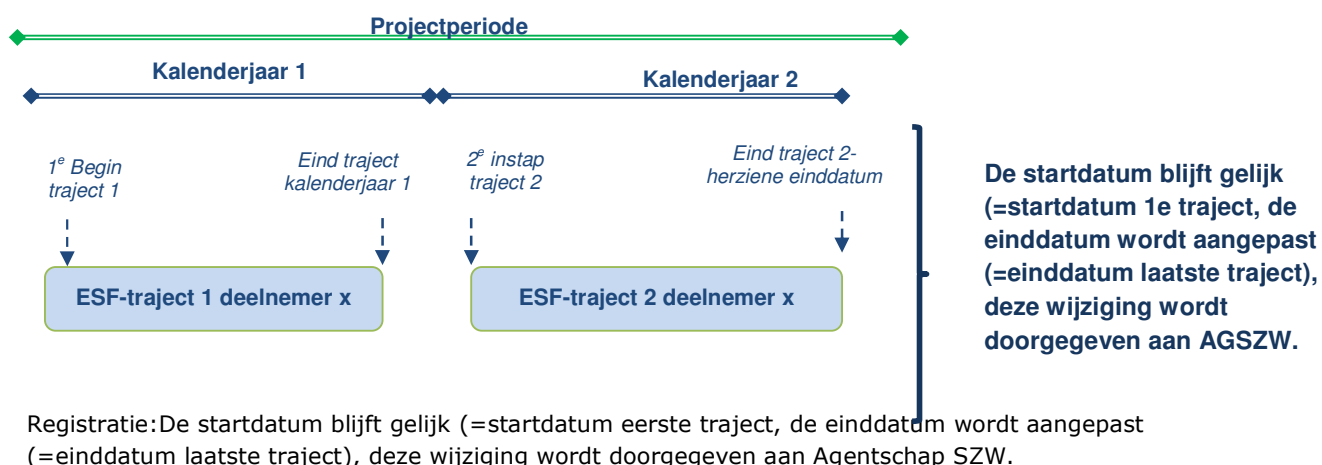 Projectperiode
Kalenderjaar 1
Kalenderjaar 2
1e Begin
traject 1
Eind traject
kalenderjaar 1
2e instap
traject 2
Eind traject 2-
herziene einddatum
ESF-traject 1 deelnemer x
ESF-traject 2 deelnemer x
De startdatum blijft gelijk
(=startdatum 1e traject, de
einddatum wordt aangepast
(=einddatum laatste traject),
deze wijziging wordt
doorgegeven aan AGSZW.
Registratie:De startdatum blijft gelijk (=startdatum eerste traject, de einddatum wordt aangepast
(=einddatum laatste traject), deze wijziging wordt doorgegeven aan Agentschap SZW.